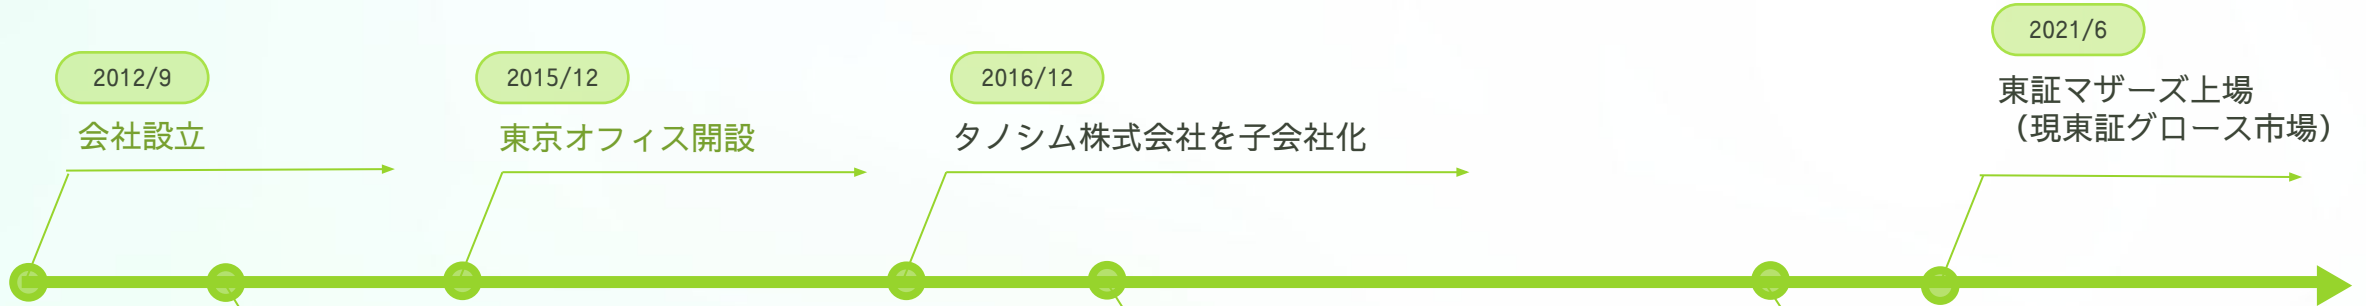 2012/9
会社設立
2015/12
東京オフィス開設
2016/12
タノシム株式会社を子会社化
2021/6
東証マザーズ上場
（現東証グロース市場）